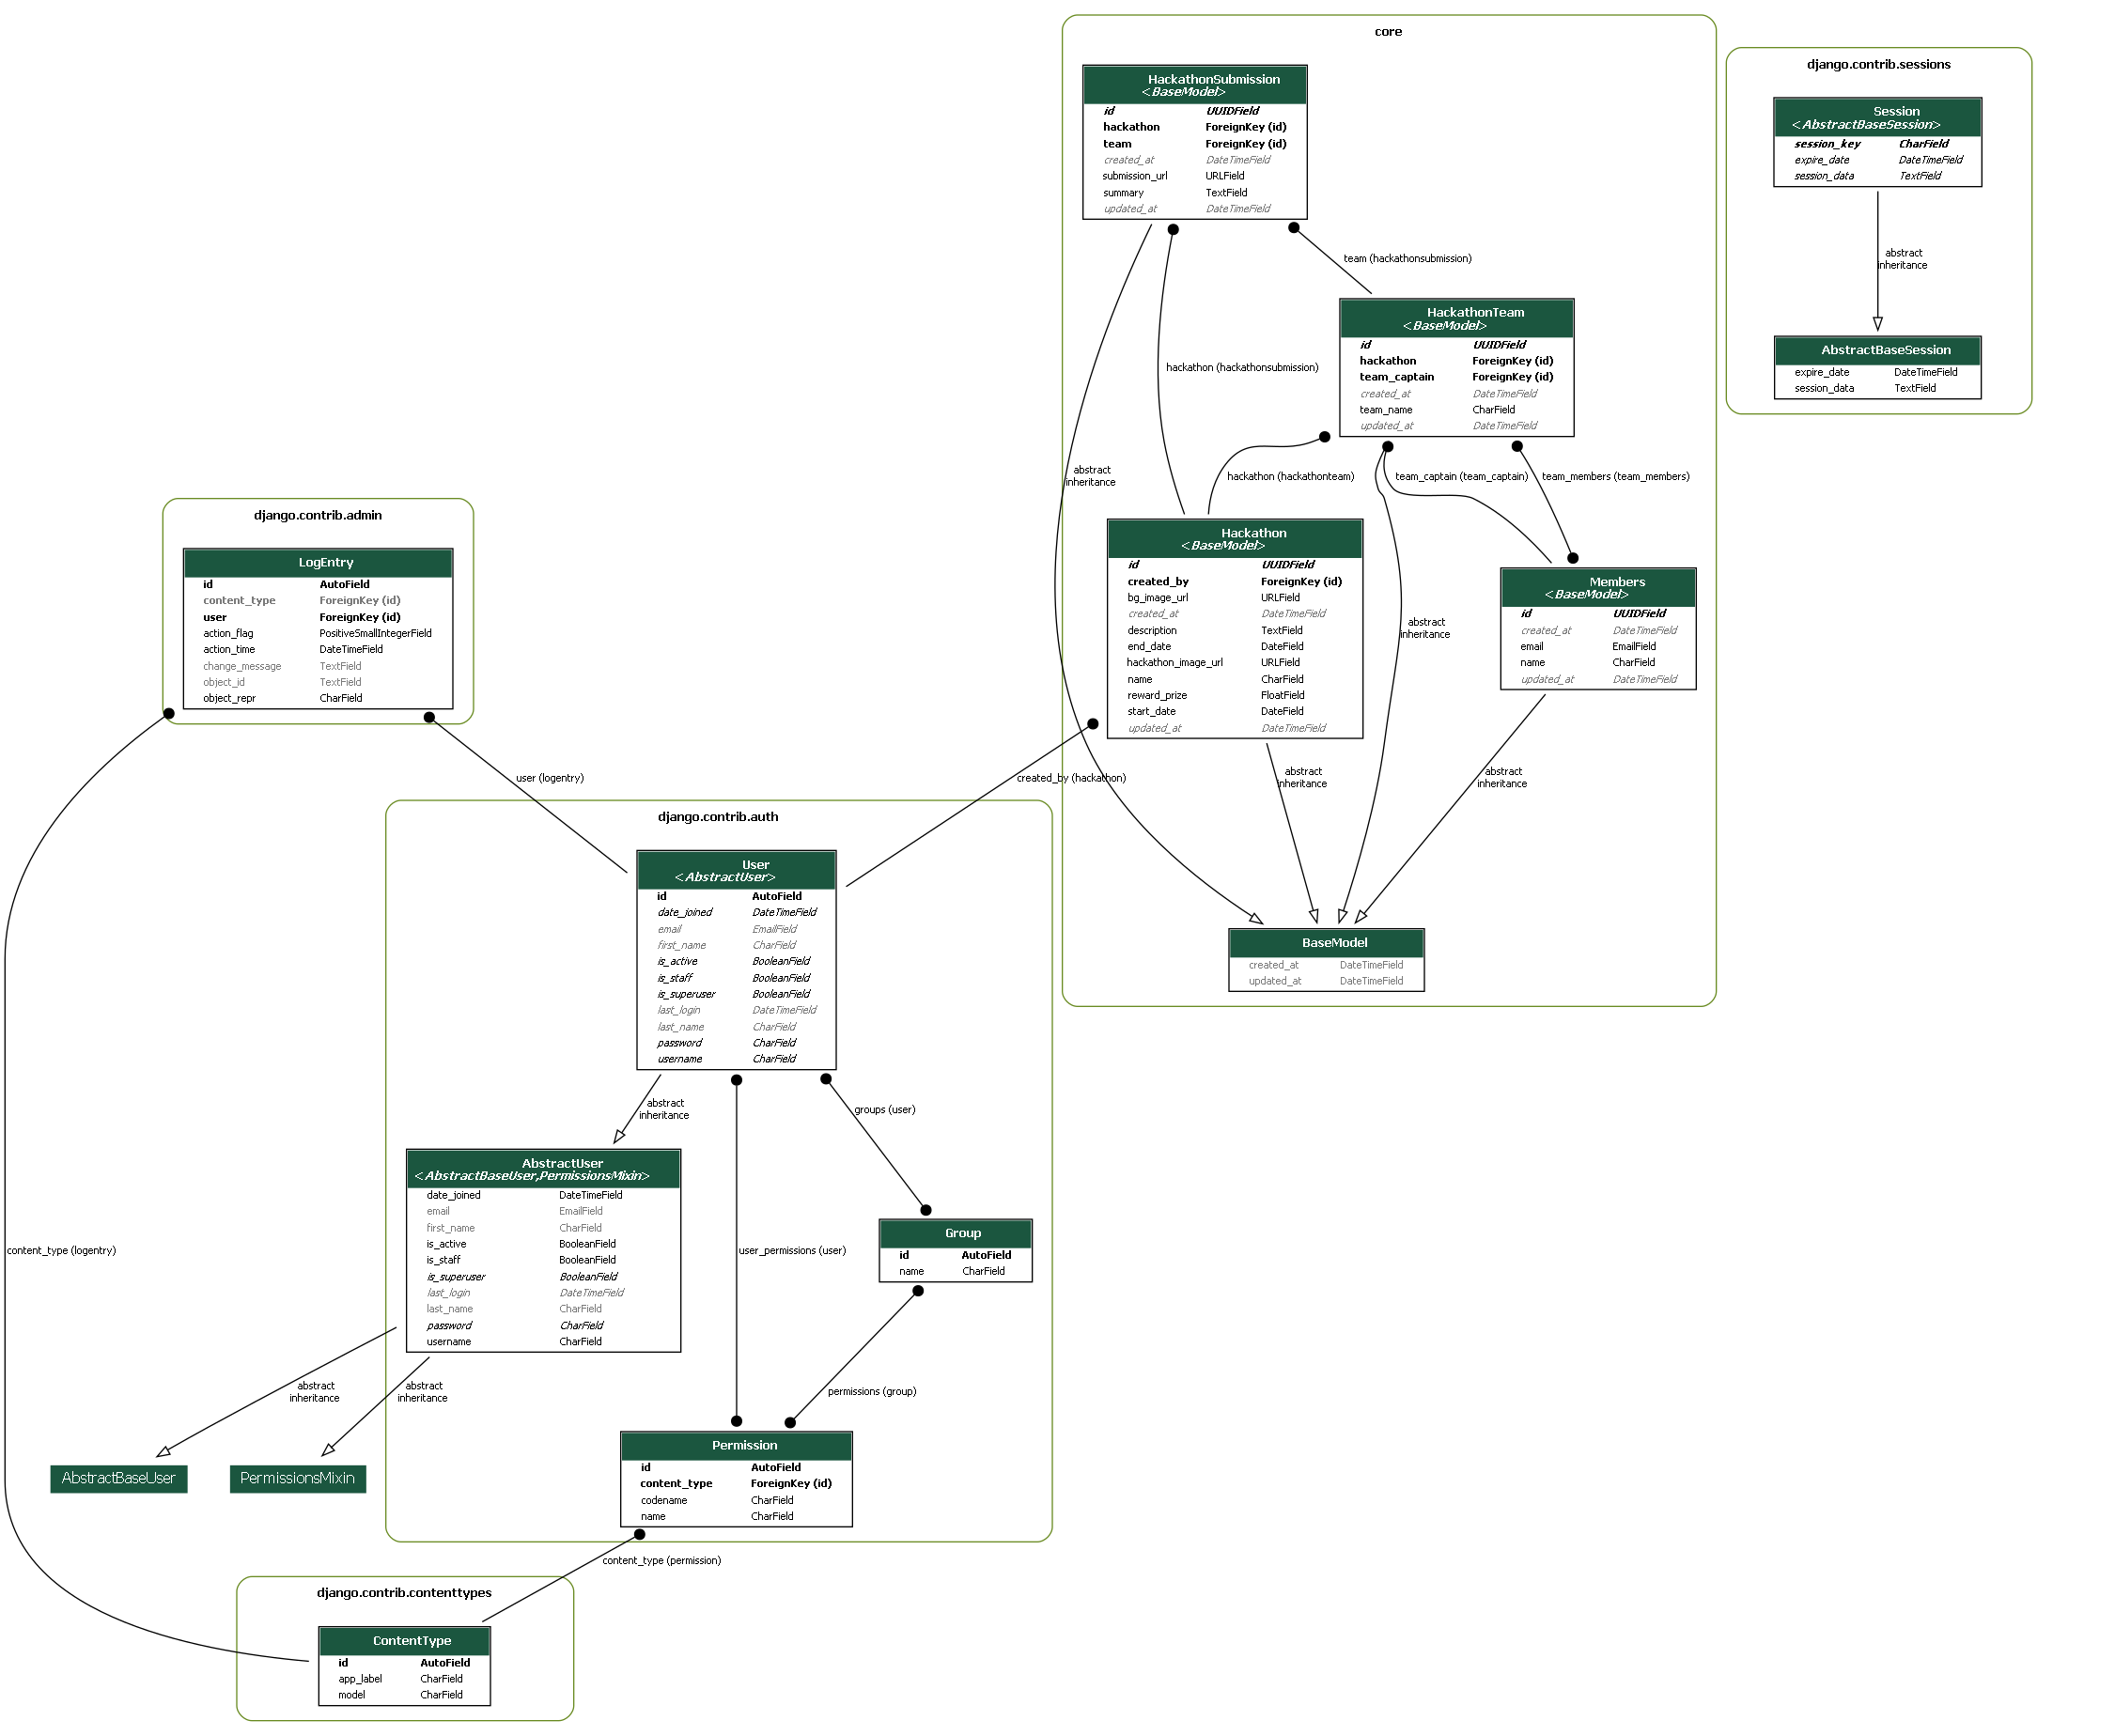 core
HackathonSubmission
<BaseModel>
id UUIDField
hackathon ForeignKey (id)
team ForeignKey (id)
created_at DateTimeField
submission_url URLField
summary TextField
updated_at DateTimeField
team (hackathonsubmission)
HackathonTeam
<BaseModel>
id UUIDField
hackathon ForeignKey (id)
team_captain ForeignKey (id)
created_at DateTimeField
team_name CharField
updated_at DateTimeField
hackathon (hackathonsubmission)
abstract
inheritance
hackathon (hackathonteam)
team_captain (team_captain)
team_members (team_members)
Hackathon
<BaseModel>
id UUIDField
created_by ForeignKey (id)
bg_image_url URLField
created_at DateTimeField
description TextField
end_date DateField
hackathon_image_url URLField
name CharField
reward_prize FloatField
start_date DateField
updated_at DateTimeField
abstract
inheritance
Members
<BaseModel>
id UUIDField
created_at DateTimeField
email EmailField
name CharField
updated_at DateTimeField
created_by (hackathon)
abstract
inheritance
abstract
inheritance
BaseModel
created_at DateTimeField
updated_at DateTimeField
django.contrib.sessions
Session
<AbstractBaseSession>
session_key CharField
expire_date DateTimeField
session_data TextField
abstract
inheritance
AbstractBaseSession
expire_date DateTimeField
session_data TextField
django.contrib.admin
LogEntry
id AutoField
content_type ForeignKey (id)
user ForeignKey (id)
action_flag PositiveSmallIntegerField
action_time DateTimeField
change_message TextField
object_id TextField
object_repr CharField
user (logentry)
django.contrib.auth
User
<AbstractUser>
id AutoField
date_joined DateTimeField
email EmailField
first_name CharField
is_active BooleanField
is_staff BooleanField
is_superuser BooleanField
last_login DateTimeField
last_name CharField
password CharField
username CharField
abstract
inheritance
groups (user)
AbstractUser
<AbstractBaseUser,PermissionsMixin>
date_joined DateTimeField
email EmailField
first_name CharField
is_active BooleanField
is_staff BooleanField
is_superuser BooleanField
last_login DateTimeField
last_name CharField
password CharField
username CharField
user_permissions (user)
Group
id AutoField
name CharField
content_type (logentry)
abstract
inheritance
abstract
inheritance
permissions (group)
AbstractBaseUser
PermissionsMixin
Permission
id AutoField
content_type ForeignKey (id)
codename CharField
name CharField
content_type (permission)
django.contrib.contenttypes
ContentType
id AutoField
app_label CharField
model CharField